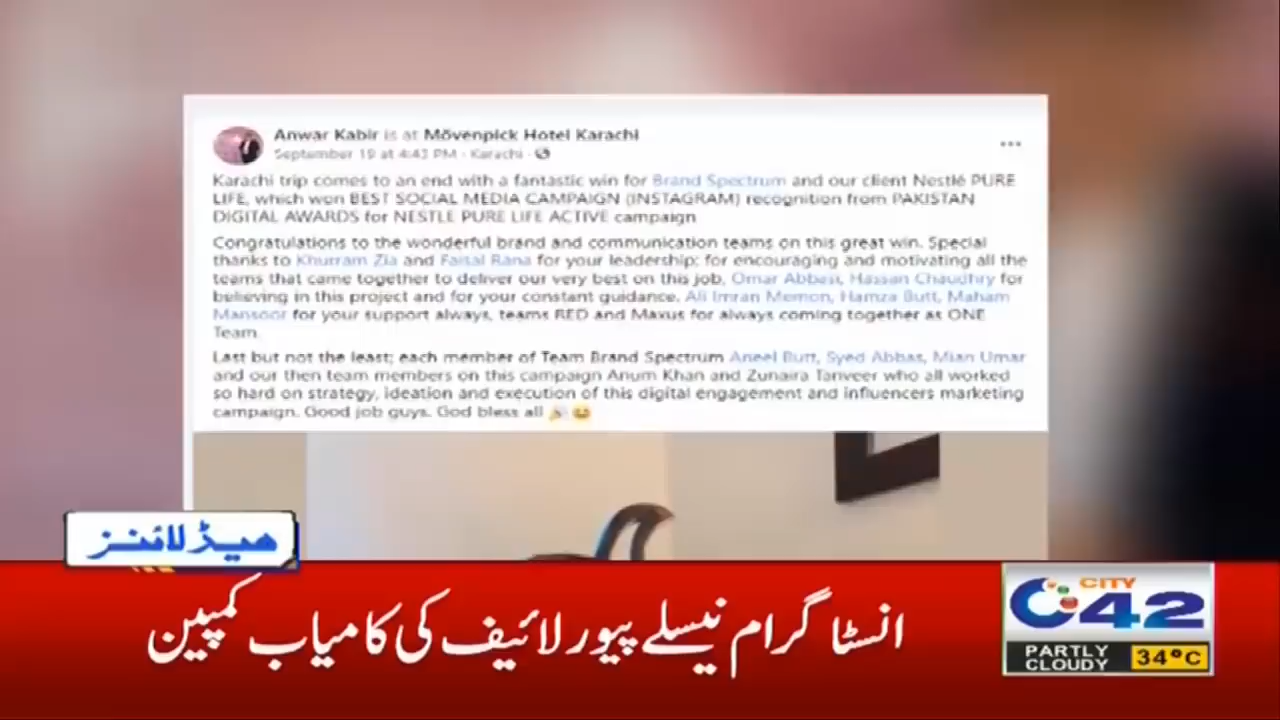 Anwar Kabir is at Mövenpick Hotel Karachi
September 19 at 4:43 PM · Karachi ·
Karachi trip comes to an end with a fantastic win for Brand Spectrum and our client Nestlé PURE
LIFE, which won BEST SOCIAL MEDIA CAMPAIGN (INSTAGRAM) recognition from PAKISTAN
DIGITAL AWARDS for NESTLE PURE LIFE ACTIVE campaign
Congratulations to the wonderful brand and communication teams on this great win. Special
thanks to Khurram Zia and Faisal Rana for your leadership; for encouraging and motivating all the
teams that came together to deliver our very best on this job, Omar Abbasi, Hassan Chaudhry for
believing in this project and for your constant guidance. Ali Imran Memon, Hamza Butt, Maham
Mansoor for your support always, teams RED and Maxus for always coming together as ONE
Team.
Last but not the least; each member of Team Brand Spectrum Aneel Butt, Syed Abbas, Mian Umar
and our then team members on this campaign Anum Khan and Zunaira Tanveer who all worked
so hard on strategy, ideation and execution of this digital engagement and influencers marketing
campaign. Good job guys. God bless all 🎉😄
ہیڈلائنز
انسٹا گرام نیسلے پیور لائیف کی کامیاب کمپین
CITY
42
PARTLY
CLOUDY
34°C